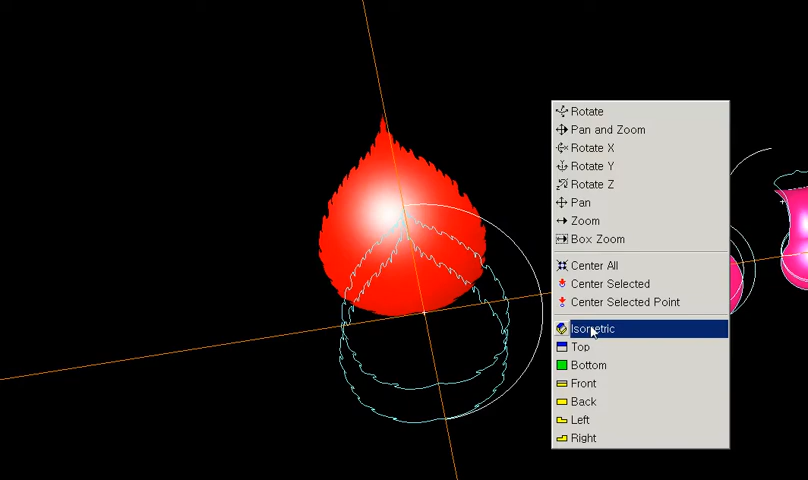 Rotate
Pan and Zoom
Rotate X
Rotate Y
Rotate Z
Pan
Zoom
Box Zoom
Center All
Center Selected
Center Selected Point
Isometric
Top
Bottom
Front
Back
Left
Right